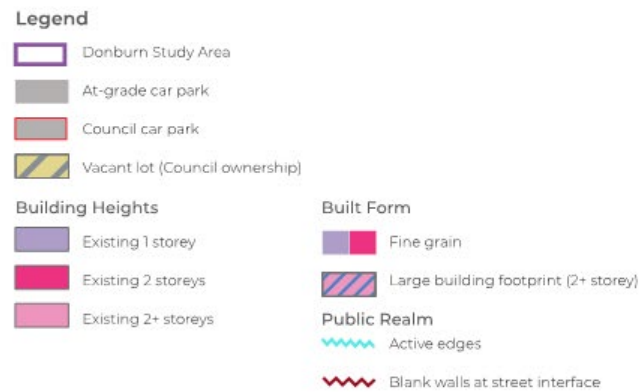 Legend
Donburn Study Area
At-grade car park
Council car park
Vacant lot (Council ownership)
Building Heights
Existing 1 storey
Existing 2 storeys
Existing 2+ storeys
Built Form
Fine grain
Large building footprint (2+ storey)
Public Realm
Active edges
Blank walls at street interface